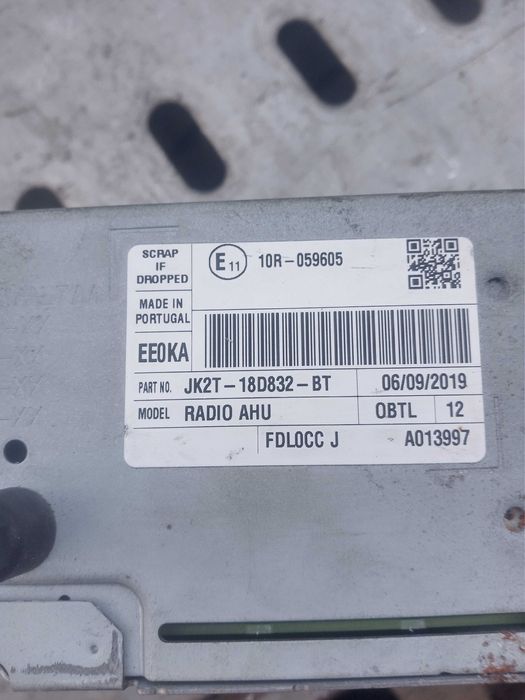 SCRAP
IF
DROPPED
E11 10R-059605
MADE IN
PORTUGAL
EE0KA
PART NO. JK2T-18D832-BT 06/09/2019
MODEL RADIO AHU 0BTL 12
FDL0CC J A013997